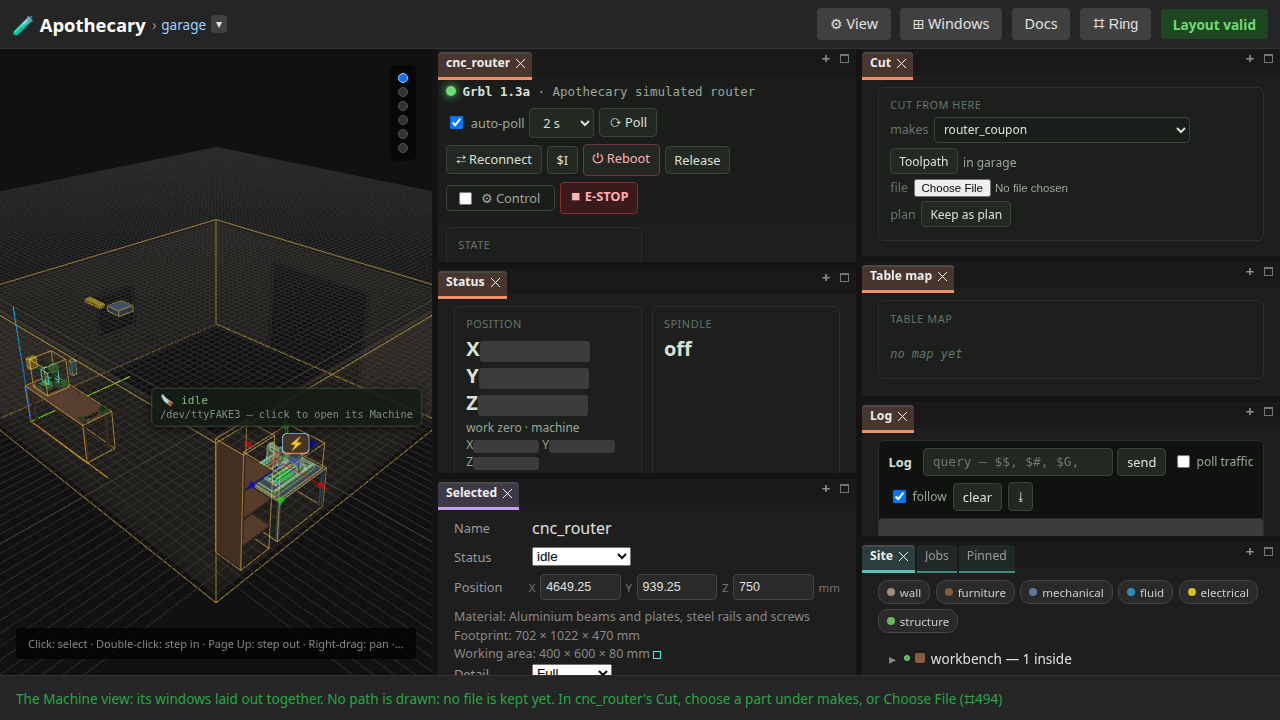 🧪 Apothecary › garage ▾
⚙ View
⊞ Windows
Docs
⌗ Ring
Layout valid
🔪 idle
/dev/ttyFAKE3 — click to open its Machine
Click: select · Double-click: step in · Page Up: step out · Right-drag: pan ·…
cnc_router
Grbl 1.3a · Apothecary simulated router
auto-poll 2 s ⟳ Poll
⇄ Reconnect $I ⏻ Reboot Release
⚙ Control ■ E-STOP
STATE
Status
POSITION
X
Y
Z
work zero · machine
X Y
Z
SPINDLE
off
Selected
Name cnc_router
Status idle
Position X 4649.25 Y 939.25 Z 750 mm
Material: Aluminium beams and plates, steel rails and screws
Footprint: 702 × 1022 × 470 mm
Working area: 400 × 600 × 80 mm
Detail Full
Cut
CUT FROM HERE
makes router_coupon
Toolpath in garage
file Choose File No file chosen
plan Keep as plan
Table map
TABLE MAP
no map yet
Log
Log query — $$, $#, $G, send poll traffic
follow clear ⭳
Site Jobs Pinned
wall furniture mechanical fluid electrical
structure
▸ workbench — 1 inside
The Machine view: its windows laid out together. No path is drawn: no file is kept yet. In cnc_router's Cut, choose a part under makes, or Choose File (⌗494)